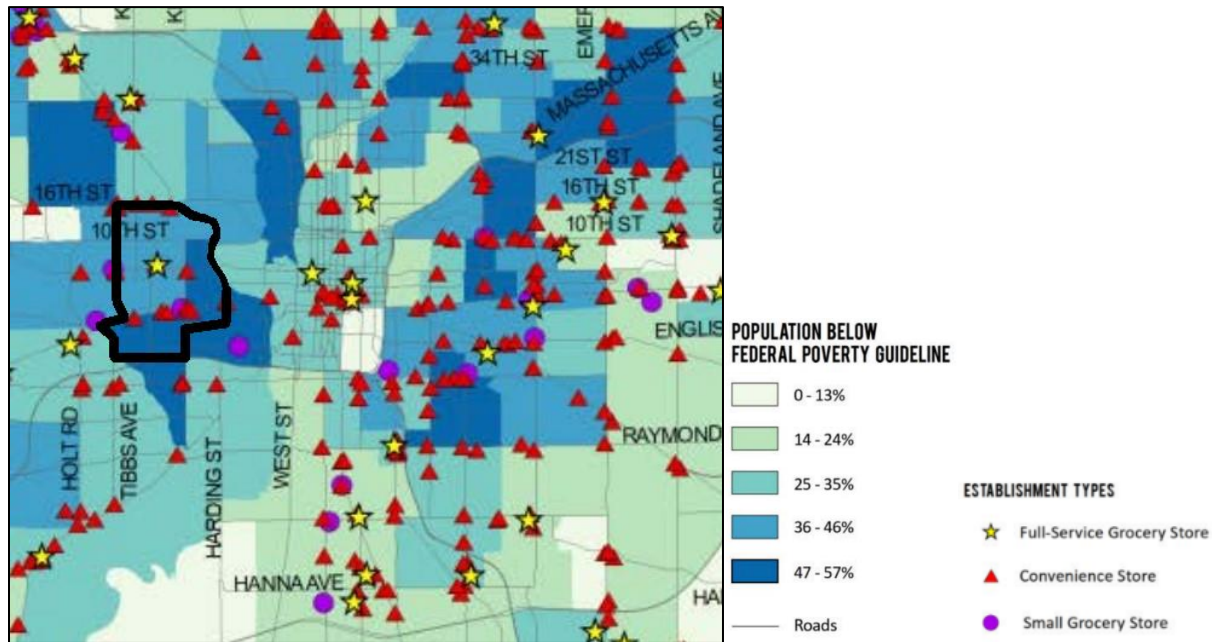 K
K
EMER
MASSACHUSETTS AV
34TH ST
SHADELAND AVE
21ST ST
16TH ST
16TH ST
10TH ST
10TH ST
ENGLIS
HOLT RD
TIBBS AVE
HARDING ST
WEST ST
RAYMOND
HANNA AVE
HA
POPULATION BELOW
FEDERAL POVERTY GUIDELINE
0 - 13%
14 - 24%
25 - 35%
36 - 46%
47 - 57%
Roads
ESTABLISHMENT TYPES
Full-Service Grocery Store
Convenience Store
Small Grocery Store